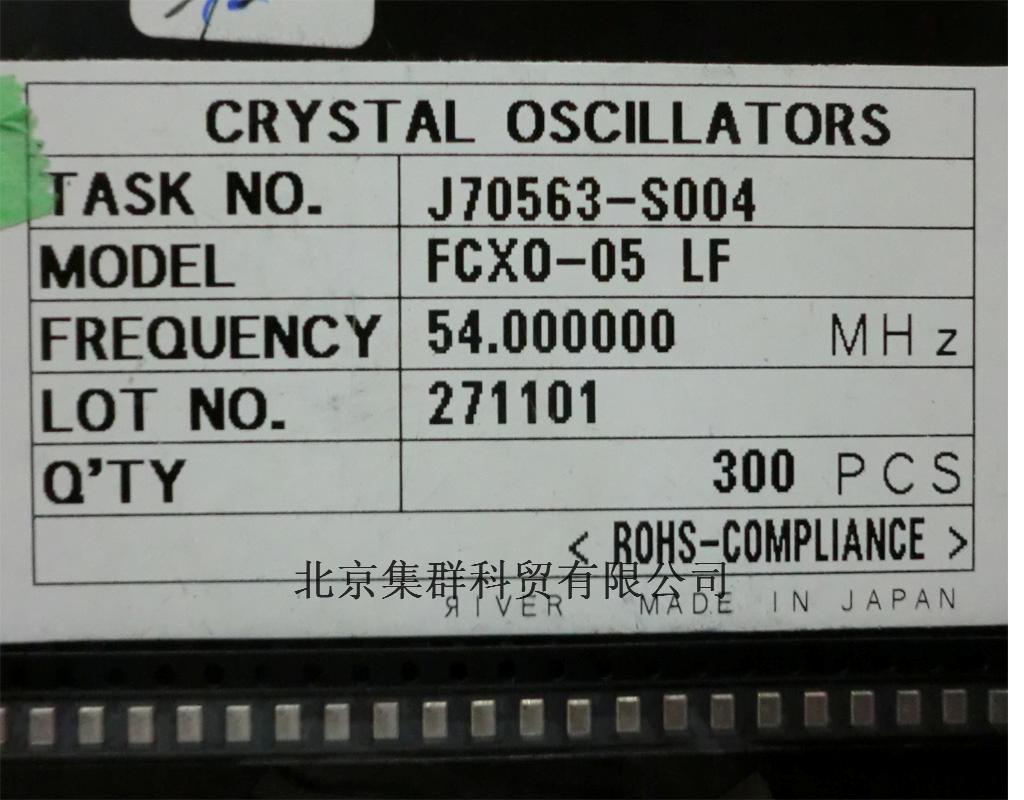 CRYSTAL OSCILLATORS
TASK NO. J70563-S004
MODEL FCXO-05 LF
FREQUENCY 54.000000 MHz
LOT NO. 271101
Q'TY 300 PCS
< ROHS-COMPLIANCE >
北京集群科贸有限公司
ЯIVER MADE IN JAPAN